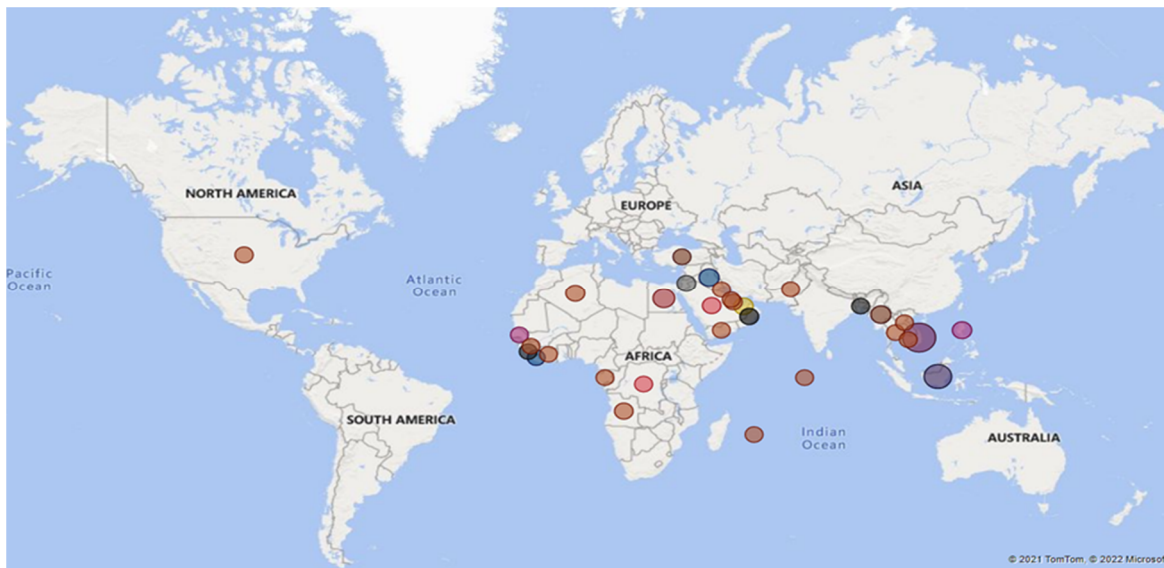 NORTH AMERICA
ASIA
EUROPE
Pacific
Ocean
Atlantic
Ocean
AFRICA
SOUTH AMERICA
Indian
Ocean
AUSTRALIA
© 2021 TomTom, © 2022 Microsof